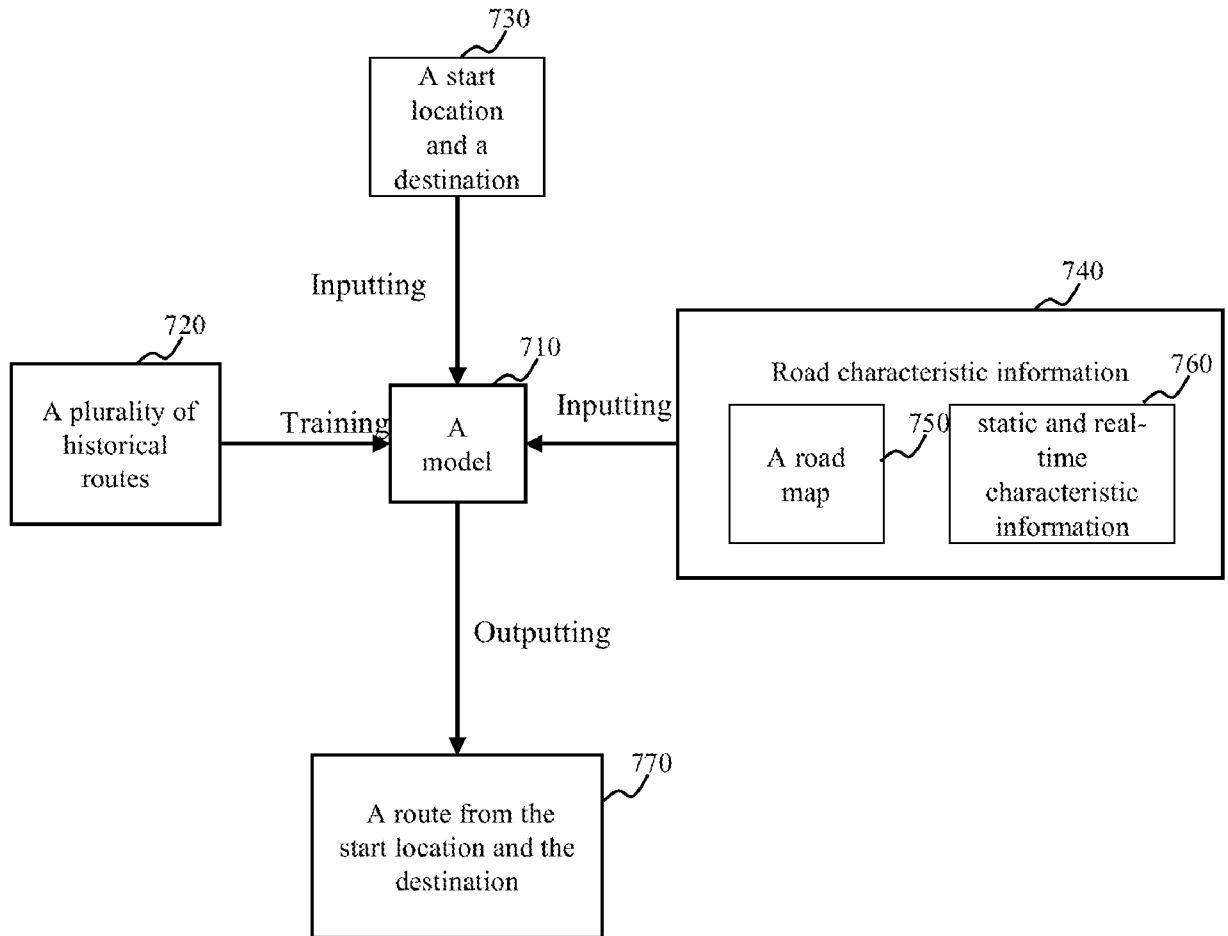 730
A start
location
and a
destination
Inputting
740
720
710
Road characteristic information
760
A plurality of
historical
routes
Training
A
model
Inputting
750
A road
map
static and real-
time
characteristic
information
Outputting
770
A route from the
start location and the
destination